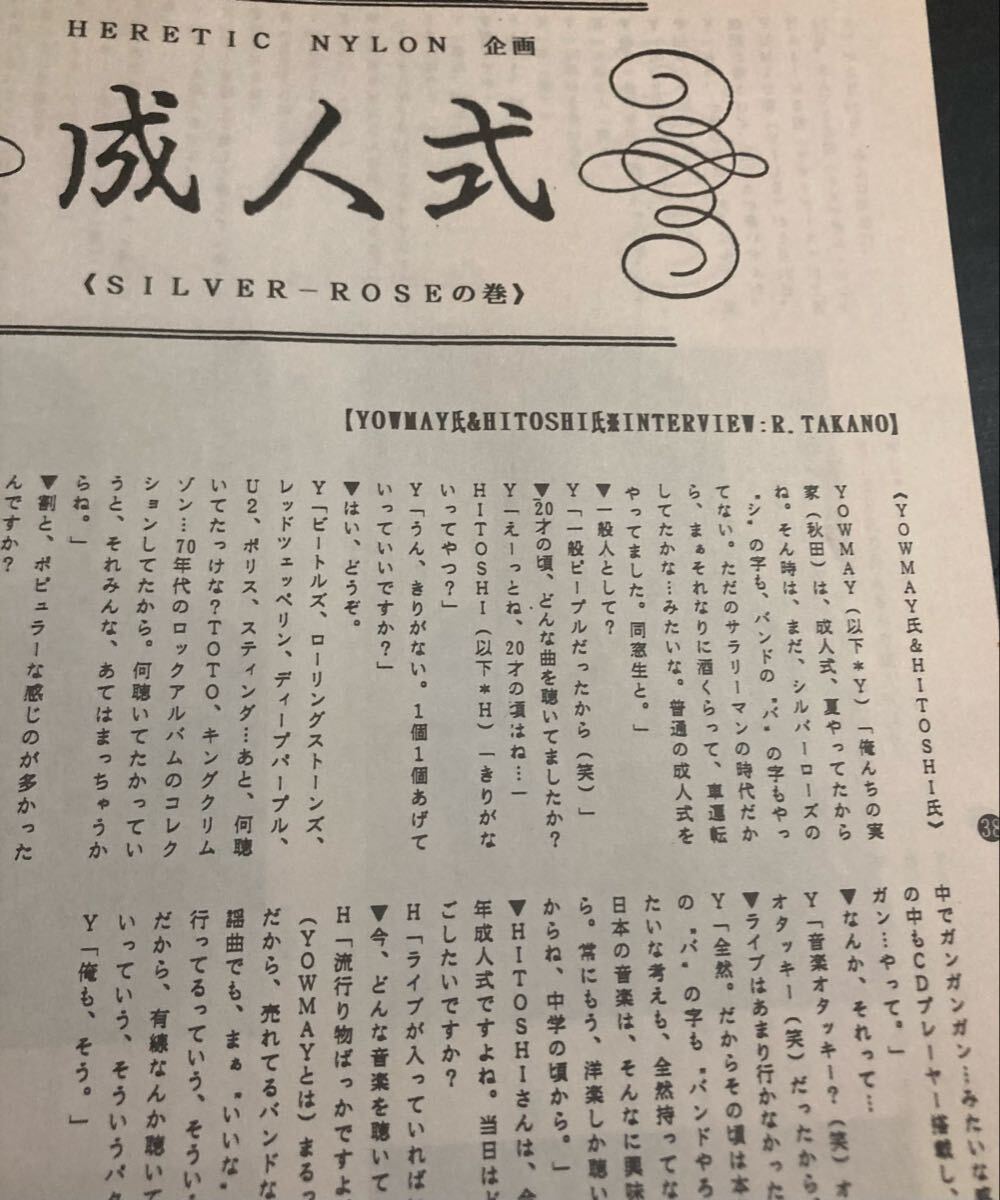 HERETIC NYLON 企画
成人式
《SILVER－ROSEの巻》
【YOWMAY氏&HITOSHI氏※INTERVIEW:R. TAKANO】
《YOWMAY氏&HITOSHI氏》
YOWMAY（以下＊Y）「俺んちの実
家（秋田）は、成人式、夏やってたから
ね。そん時は、まだ、シルバーローズの
〝シ〟の字も、バンドの〝バ〟の字もやっ
てない。ただのサラリーマンの時代だか
ら、まぁそれなりに酒くらって、車運転
してたかな…みたいな。普通の成人式を
やってました。同窓生と。」
▼一般人として？
Y「一般ピープルだったから（笑）」
▼20才の頃、どんな曲を聴いてましたか？
Y「えーっとね、20才の頃はね…」
HITOSHI（以下＊H）「きりがな
いってやつ？」
Y「うん、きりがない。1個1個あげて
いっていいですか？」
▼はい、どうぞ。
Y「ビートルズ、ローリングストーンズ、
レッドツェッペリン、ディープパープル、
U2、ポリス、スティング…あと、何聴
いてたっけな？TOTO、キングクリム
ゾン…70年代のロックアルバムのコレク
ションしてたから。何聴いてたかってい
うと、それみんな、あてはまっちゃうか
らね。」
▼割と、ポピュラーな感じのが多かった
んですか？
38
中でガンガンガン…みたいな
の中もCDプレーヤー搭載し、
ガン…やって。」
▼なんか、それって…
Y「音楽オタッキー？（笑）オ
オタッキー（笑）だったから
▼ライブはあまり行かなかった
Y「全然。だからその頃は本
の〝バ〟の字も〝バンドやろ
たいな考えも、全然持ってな
日本の音楽は、そんなに興味
ら。常にもう、洋楽しか聴い
からね、中学の頃から。」
▼HITOSHIさんは、今
年成人式ですよね。当日はど
ごしたいですか？
H「ライブが入っていれば
▼今、どんな音楽を聴いて
H「流行り物ばっかですよ
（YOWMAYとは）まるっ
だから、売れてるバンドな
謡曲でも、まぁ〝いいな〟
行ってるっていう、そうい
だから、有線なんか聴いて
いっていう、そういうパタ
Y「俺も、そう。」